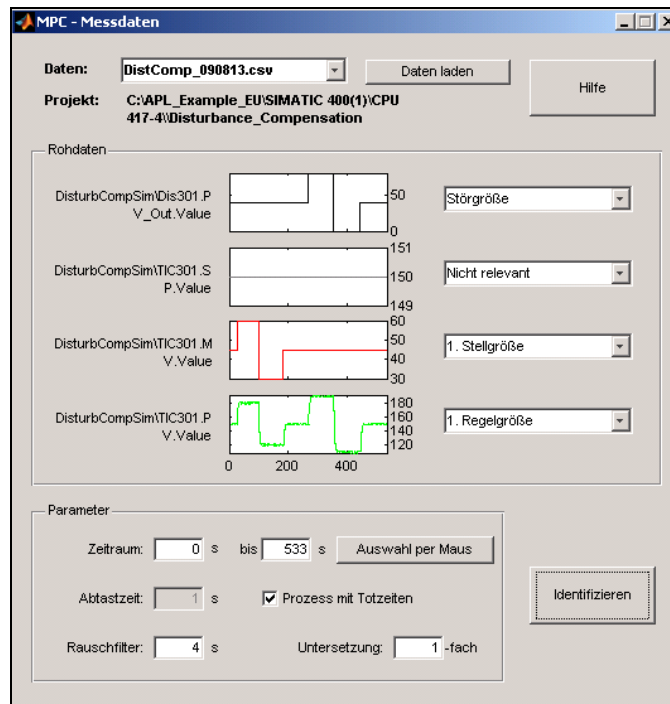 MPC - Messdaten
Daten: DistComp_090813.csv Daten laden Hilfe
Projekt: C:\APL_Example_EU\SIMATIC 400(1)\CPU
417-4\\Disturbance_Compensation
Rohdaten
DisturbCompSim\Dis301.P
V_Out.Value
50
0
Störgröße
DisturbCompSim\TIC301.S
P.Value
151
150
149
Nicht relevant
DisturbCompSim\TIC301.M
V.Value
60
50
40
30
1. Stellgröße
DisturbCompSim\TIC301.P
V.Value
180
160
140
120
1. Regelgröße
0 200 400
Parameter
Zeitraum: 0 s bis 533 s Auswahl per Maus
Abtastzeit: 1 s Prozess mit Totzeiten
Identifizieren
Rauschfilter: 4 s Untersetzung: 1 -fach